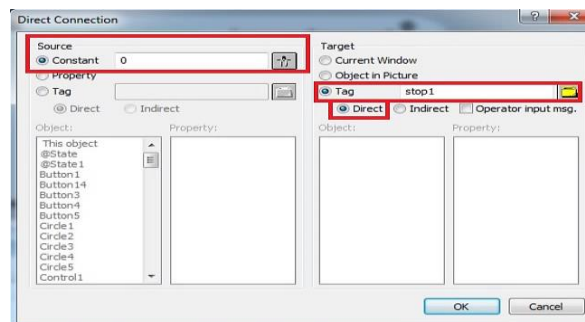 Direct Connection
Source
Constant 0
Property
Tag
Direct Indirect
Object: Property:
This object
@State
@State1
Button1
Button14
Button3
Button4
Button5
Circle1
Circle2
Circle3
Circle4
Circle5
Control1
Target
Current Window
Object in Picture
Tag stop1
Direct Indirect Operator input msg.
Object: Property:
OK Cancel